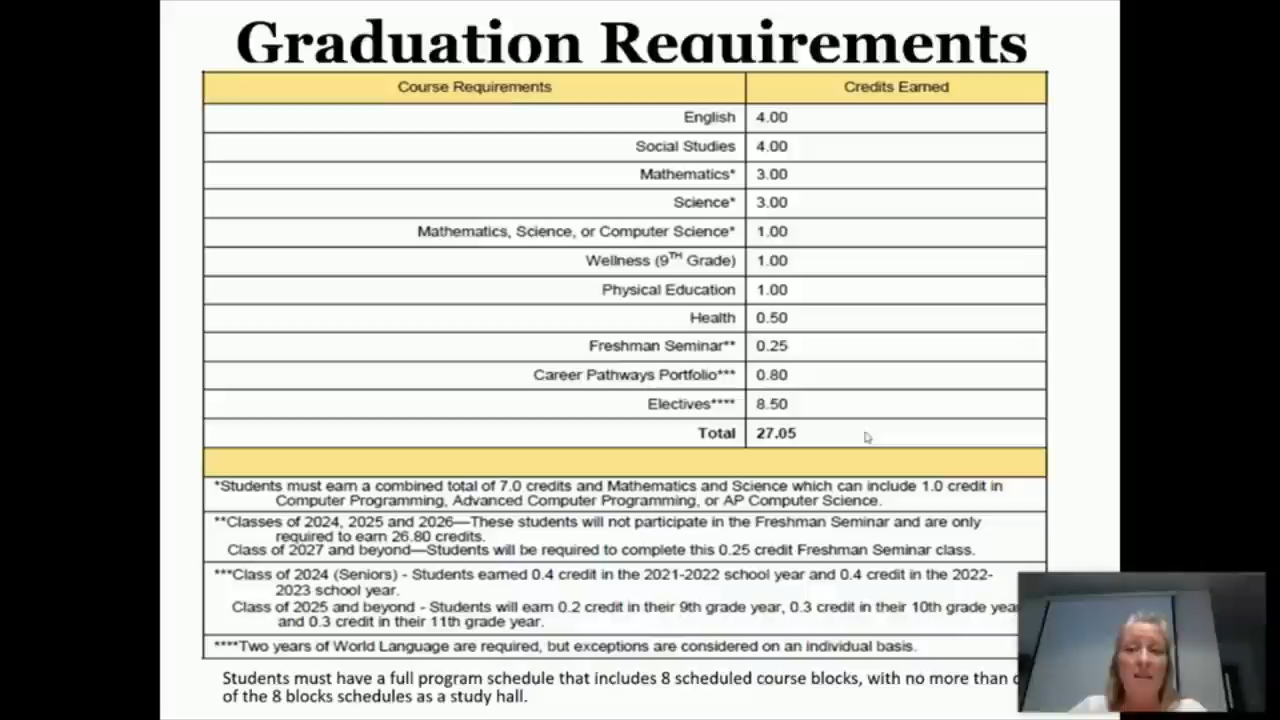 Graduation Requirements
Course Requirements Credits Earned
English 4.00
Social Studies 4.00
Mathematics* 3.00
Science* 3.00
Mathematics, Science, or Computer Science* 1.00
Wellness (9TH Grade) 1.00
Physical Education 1.00
Health 0.50
Freshman Seminar** 0.25
Career Pathways Portfolio*** 0.80
Electives**** 8.50
Total 27.05
*Students must earn a combined total of 7.0 credits and Mathematics and Science which can include 1.0 credit in
Computer Programming, Advanced Computer Programming, or AP Computer Science.
**Classes of 2024, 2025 and 2026—These students will not participate in the Freshman Seminar and are only
required to earn 26.80 credits.
Class of 2027 and beyond—Students will be required to complete this 0.25 credit Freshman Seminar class.
***Class of 2024 (Seniors) - Students earned 0.4 credit in the 2021-2022 school year and 0.4 credit in the 2022-
2023 school year.
Class of 2025 and beyond - Students will earn 0.2 credit in their 9th grade year, 0.3 credit in their 10th grade year
and 0.3 credit in their 11th grade year.
****Two years of World Language are required, but exceptions are considered on an individual basis.
Students must have a full program schedule that includes 8 scheduled course blocks, with no more than
of the 8 blocks schedules as a study hall.